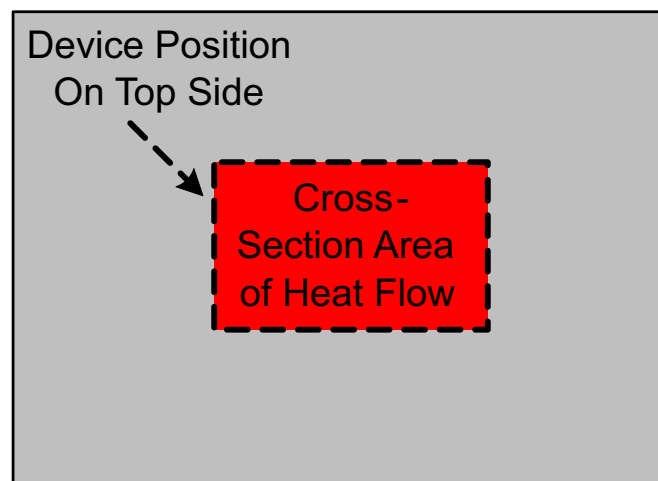 Device Position
On Top Side
Cross-
Section Area
of Heat Flow